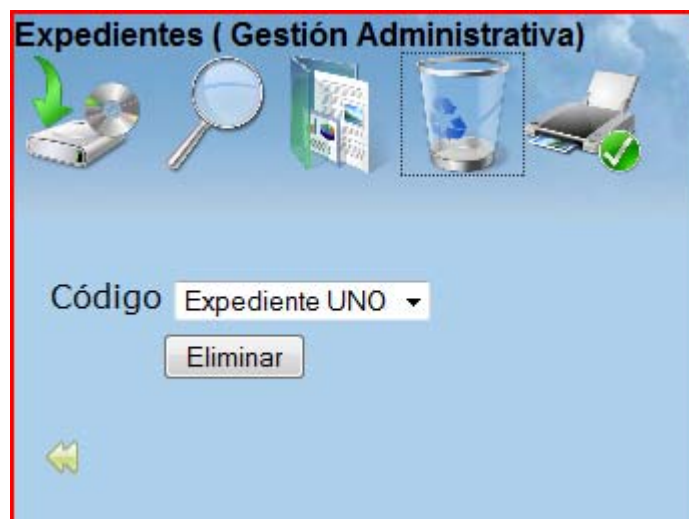 Expedientes ( Gestión Administrativa)
Código Expediente UNO
Eliminar